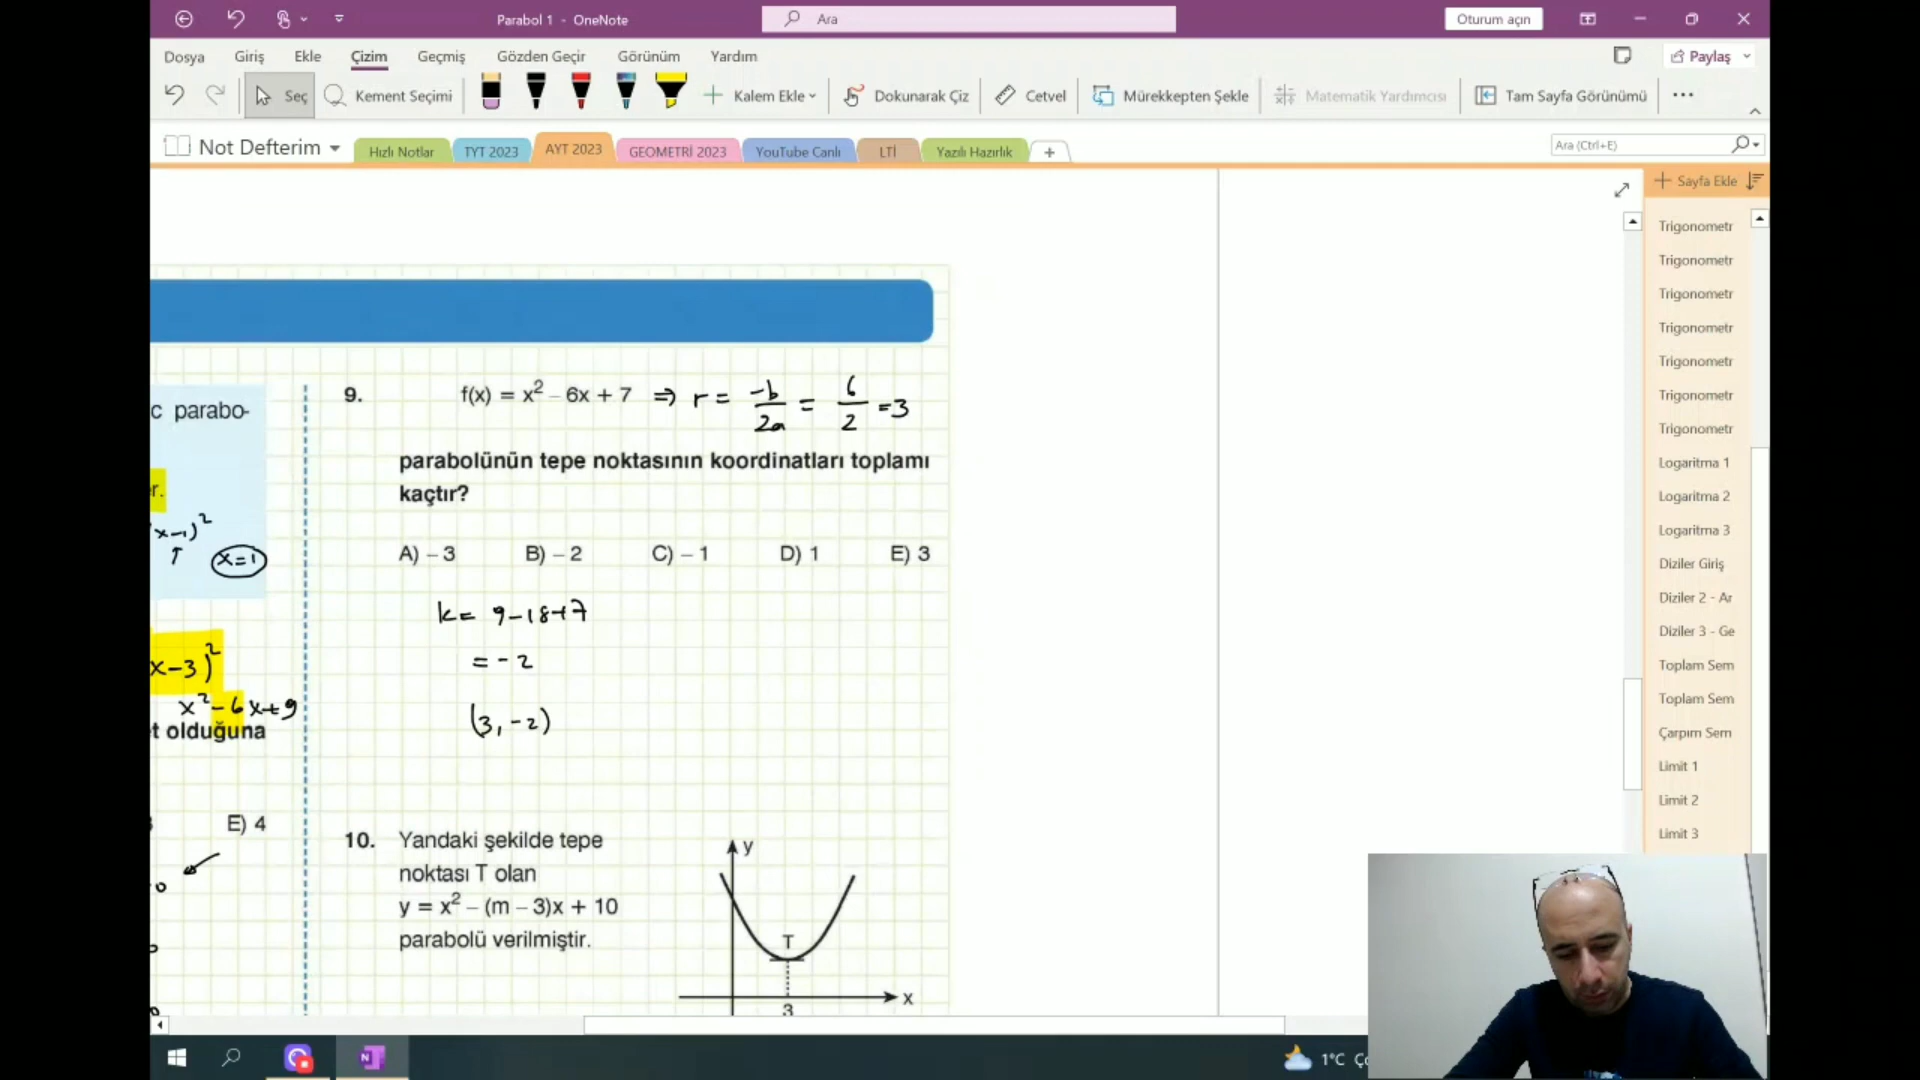 Parabol 1 - OneNote
Ara
Oturum açın
Dosya Giriş Ekle Çizim Geçmiş Gözden Geçir Görünüm Yardım
Paylaş
Seç Kement Seçimi Kalem Ekle Dokunarak Çiz Cetvel Mürekkepten Şekle Matematik Yardımcısı Tam Sayfa Görünümü
Not Defterim Hızlı Notlar TYT 2023 AYT 2023 GEOMETRİ 2023 YouTube Canlı LTİ Yazılı Hazırlık
Ara (Ctrl+E)
Sayfa Ekle
Trigonometr
Trigonometr
Trigonometr
Trigonometr
Trigonometr
Trigonometr
Trigonometr
Logaritma 1
Logaritma 2
Logaritma 3
Diziler Giriş
Diziler 2 - Ar
Diziler 3 - Ge
Toplam Sem
Toplam Sem
Çarpım Sem
Limit 1
Limit 2
Limit 3
c parabo-
r.
x-1)²
↑ x=1
x-3)²
x²-6x+9
t olduğuna
E) 4
9. f(x) = x² – 6x + 7 ⇒ r = -b/2a = 6/2 = 3
parabolünün tepe noktasının koordinatları toplamı
kaçtır?
A) – 3 B) – 2 C) – 1 D) 1 E) 3
k= 9-18+7
= -2
(3, -2)
10. Yandaki şekilde tepe
noktası T olan
y = x² – (m – 3)x + 10
parabolü verilmiştir.
y
T
x
3
1°C